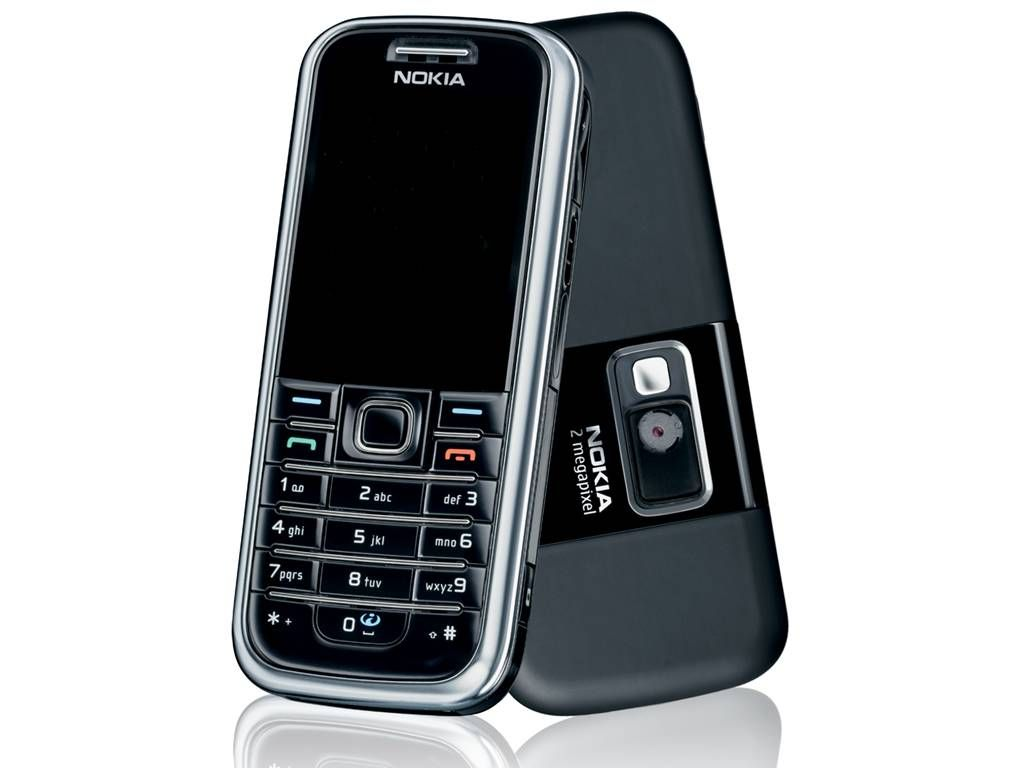 NOKIA
1
2 abc
def 3
4 ghi
5 jkl
mno 6
7 pqrs
8 tuv
wxyz 9
* +
0
#
NOKIA
2 megapixel